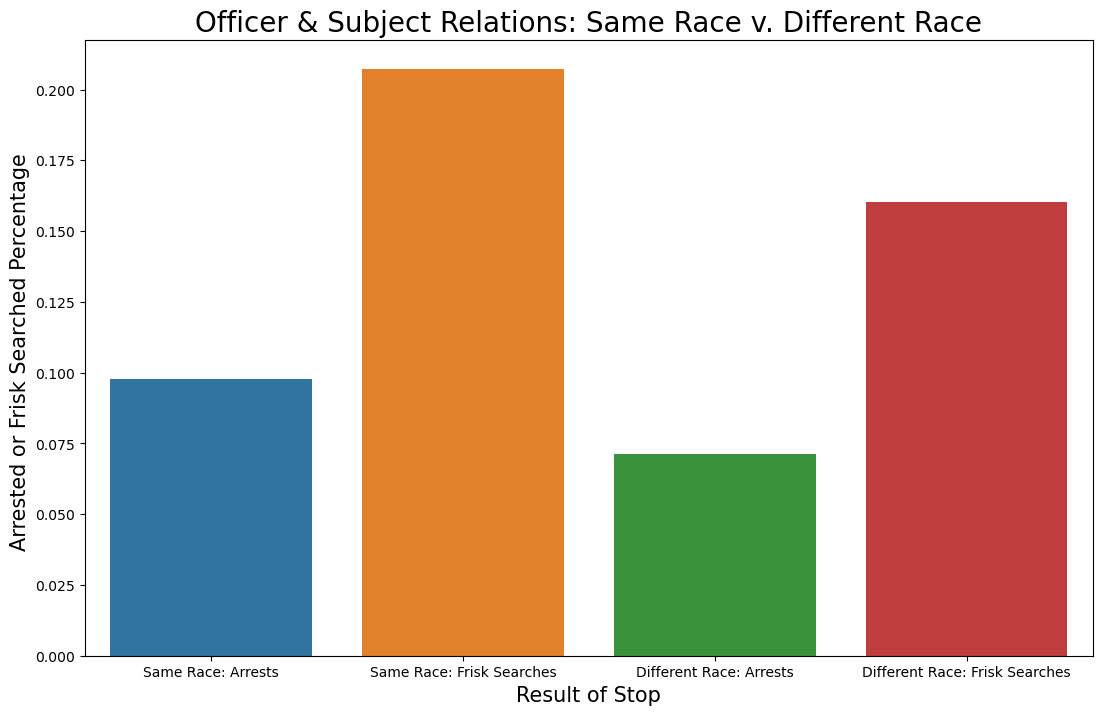 Officer & Subject Relations: Same Race v. Different Race
Arrested or Frisk Searched Percentage
0.200
0.175
0.150
0.125
0.100
0.075
0.050
0.025
0.000
Same Race: Arrests
Same Race: Frisk Searches
Different Race: Arrests
Different Race: Frisk Searches
Result of Stop